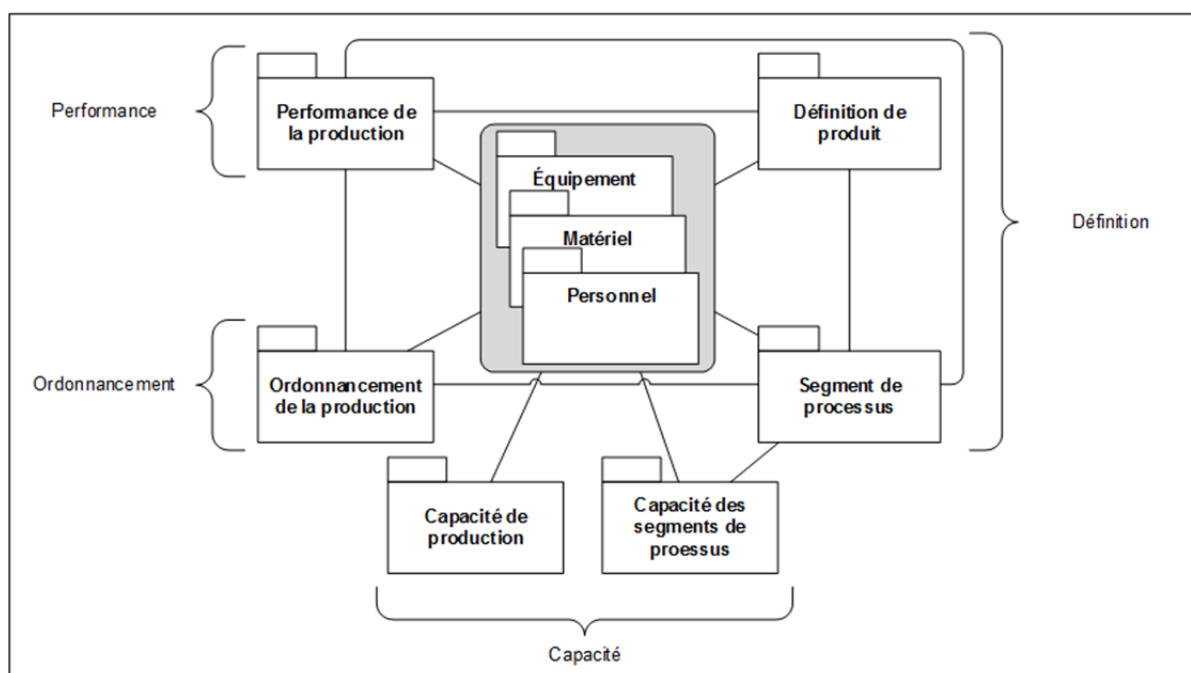 Performance
Performance de
la production
Définition de
produit
Équipement
Matériel
Personnel
Définition
Ordonnancement
Ordonnancement
de la production
Segment de
processus
Capacité de
production
Capacité des
segments de
proessus
Capacité